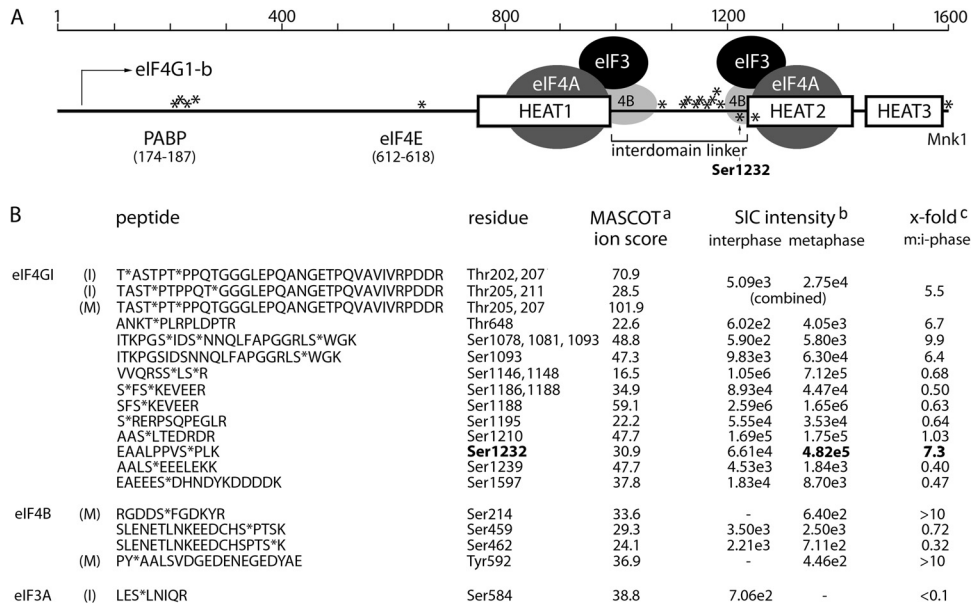 A
1 400 800 1200 1600
eIF4G1-b
eIF3 eIF3
eIF4A eIF4A
**** * * ******* *
4B 4B
HEAT1 HEAT2 HEAT3
* *
PABP eIF4E Mnk1
(174-187) (612-618)
interdomain linker
Ser1232
B peptide residue MASCOT a SIC intensity b x-fold c
ion score interphase metaphase m:i-phase
eIF4GI (I) T*ASTPT*PPQTGGGLEPQANGETPQVAVIVRPDDR Thr202, 207 70.9 5.09e3 2.75e4
(I) TAST*PTPPQT*GGGLEPQANGETPQVAVIVRPDDR Thr205, 211 28.5 (combined) 5.5
(M) TAST*PT*PPQTGGGLEPQANGETPQVAVIVRPDDR Thr205, 207 101.9
ANKT*PLRPLDPTR Thr648 22.6 6.02e2 4.05e3 6.7
ITKPGS*IDS*NNQLFAPGGRLS*WGK Ser1078, 1081, 1093 48.8 5.90e2 5.80e3 9.9
ITKPGSIDSNNQLFAPGGRLS*WGK Ser1093 47.3 9.83e3 6.30e4 6.4
VVQRSS*LS*R Ser1146, 1148 16.5 1.05e6 7.12e5 0.68
S*FS*KEVEER Ser1186, 1188 34.9 8.93e4 4.47e4 0.50
SFS*KEVEER Ser1188 59.1 2.59e6 1.65e6 0.63
S*RERPSQPEGLR Ser1195 22.2 5.55e4 3.53e4 0.64
AAS*LTEDRDR Ser1210 47.7 1.69e5 1.75e5 1.03
EAALPPVS*PLK Ser1232 30.9 6.61e4 4.82e5 7.3
AALS*EEELEKK Ser1239 47.7 4.53e3 1.84e3 0.40
EAEEES*DHNDYKDDDDK Ser1597 37.8 1.83e4 8.70e3 0.47
eIF4B (M) RGDDS*FGDKYR Ser214 33.6 - 6.40e2 >10
SLENETLNKEEDCHS*PTSK Ser459 29.3 3.50e3 2.50e3 0.72
SLENETLNKEEDCHSPTS*K Ser462 24.1 2.21e3 7.11e2 0.32
(M) PY*AALSVDGEDENEGEDYAE Tyr592 36.9 - 4.46e2 >10
eIF3A (I) LES*LNIQR Ser584 38.8 7.06e2 - <0.1